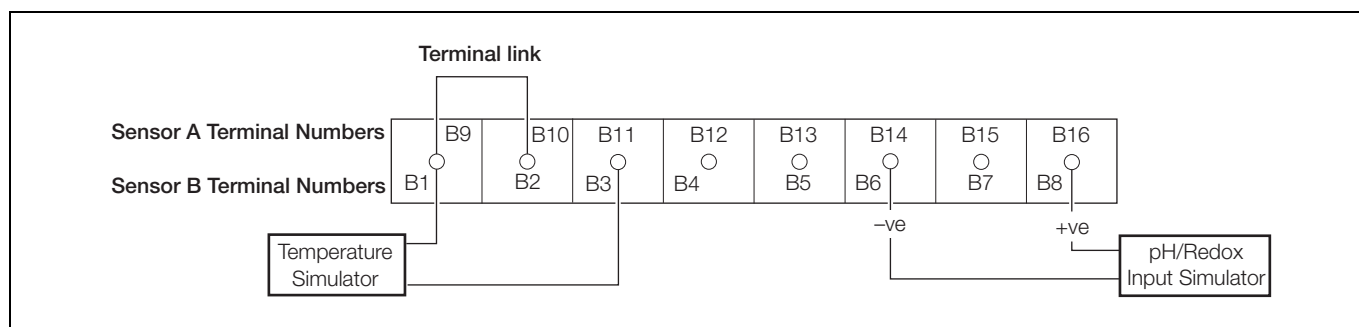 Terminal link
Sensor A Terminal Numbers B9 B10 B11 B12 B13 B14 B15 B16
Sensor B Terminal Numbers B1 B2 B3 B4 B5 B6 B7 B8
–ve +ve
Temperature
Simulator
pH/Redox
Input Simulator